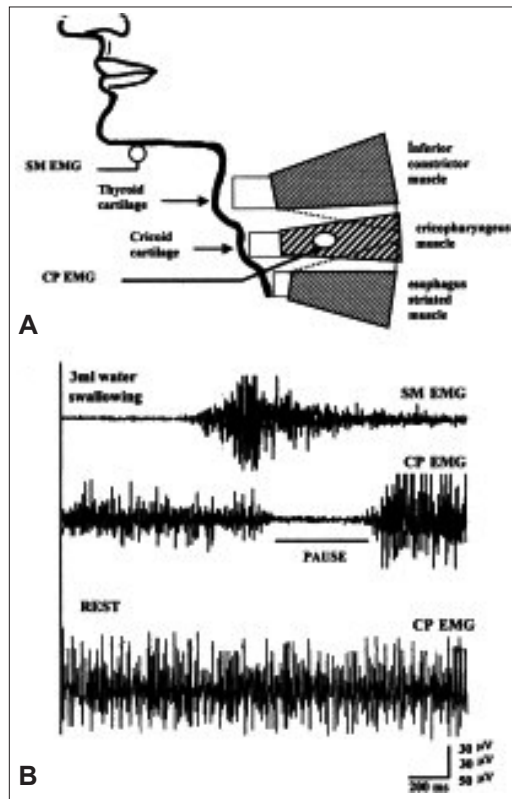 A
SM EMG
Thyroid
cartilage
Cricoid
cartilage
CP EMG
Inferior
constrictor
muscle
cricopharyngeous
muscle
esophagus
striated
muscle
B
3ml water
swallowing
SM EMG
CP EMG
PAUSE
REST
CP EMG
30 µV
30 µV
50 µV
200 ms